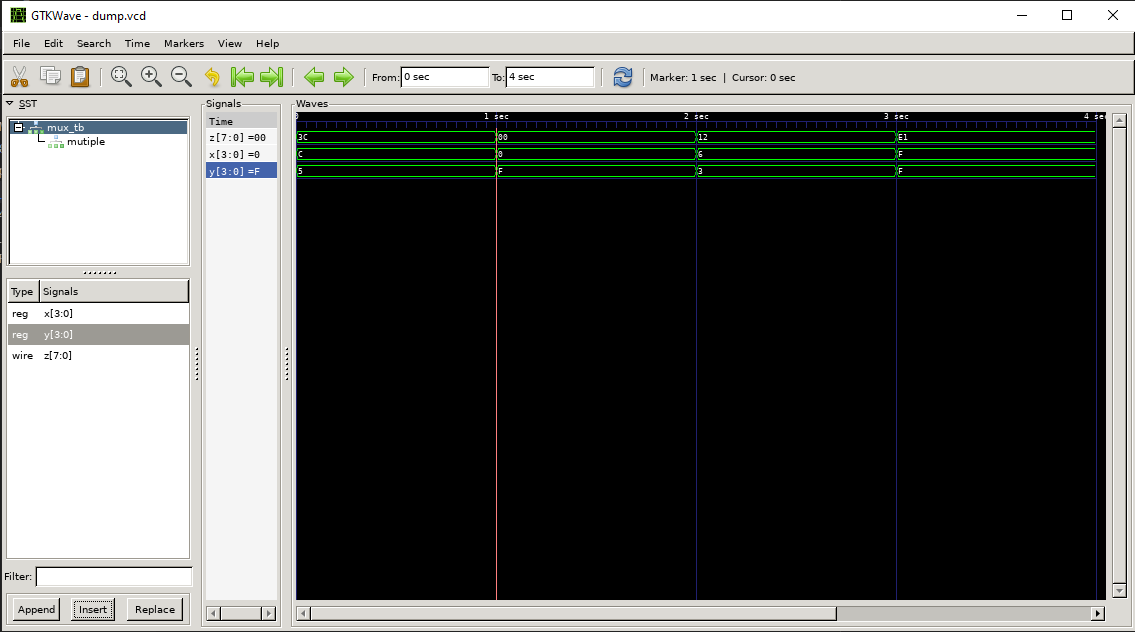 GTKWave - dump.vcd
File Edit Search Time Markers View Help
From: 0 sec To: 4 sec Marker: 1 sec | Cursor: 0 sec
SST
mux_tb
mutiple
Type Signals
reg x[3:0]
reg y[3:0]
wire z[7:0]
Filter:
Append Insert Replace
Signals
Time
z[7:0] =00
x[3:0] =0
y[3:0] =F
Waves
0 1 sec 2 sec 3 sec 4 sec
3C 00 12 E1
C 0 6 F
5 F 3 F